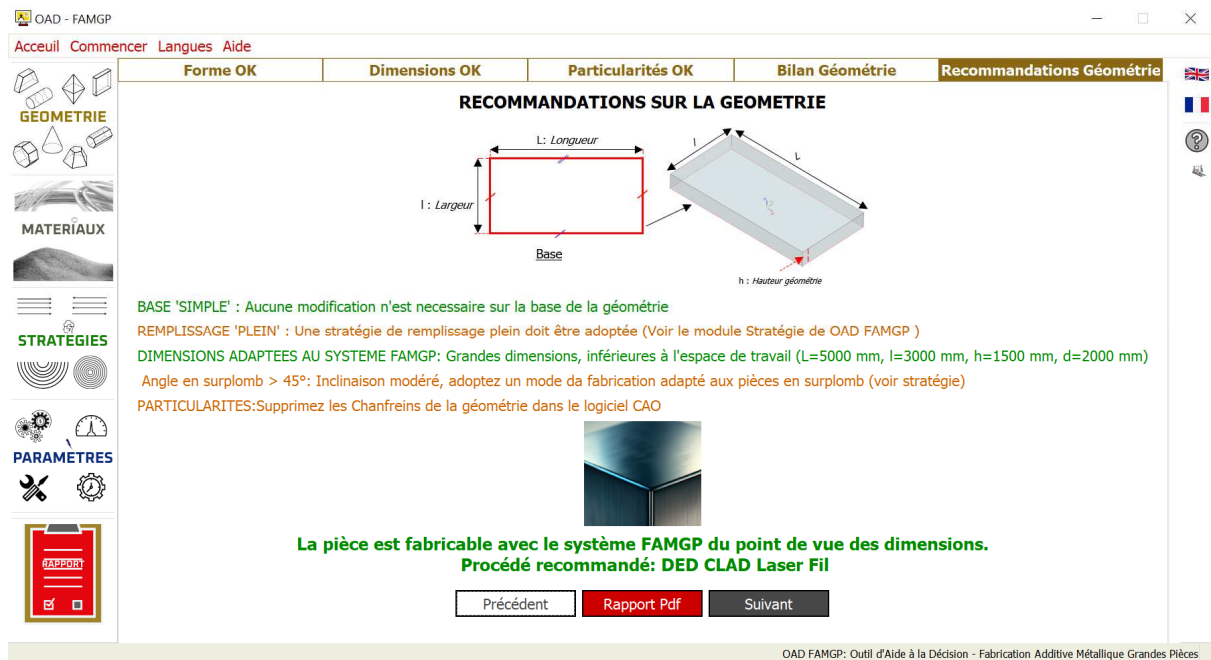 OAD - FAMGP
Acceuil Commencer Langues Aide
GEOMETRIE
MATERIAUX
STRATEGIES
PARAMETRES
RAPPORT
Forme OK
Dimensions OK
Particularités OK
Bilan Géométrie
Recommandations Géométrie
RECOMMANDATIONS SUR LA GEOMETRIE
L: Longueur
l : Largeur
Base
l
L
h : Hauteur géométrie
BASE 'SIMPLE' : Aucune modification n'est necessaire sur la base de la géométrie
REMPLISSAGE 'PLEIN' : Une stratégie de remplissage plein doit être adoptée (Voir le module Stratégie de OAD FAMGP )
DIMENSIONS ADAPTEES AU SYSTEME FAMGP: Grandes dimensions, inférieures à l'espace de travail (L=5000 mm, l=3000 mm, h=1500 mm, d=2000 mm)
Angle en surplomb > 45°: Inclinaison modéré, adoptez un mode da fabrication adapté aux pièces en surplomb (voir stratégie)
PARTICULARITES:Supprimez les Chanfreins de la géométrie dans le logiciel CAO
La pièce est fabricable avec le système FAMGP du point de vue des dimensions.
Procédé recommandé: DED CLAD Laser Fil
Précédent
Rapport Pdf
Suivant
OAD FAMGP: Outil d'Aide à la Décision - Fabrication Additive Métallique Grandes Pièces